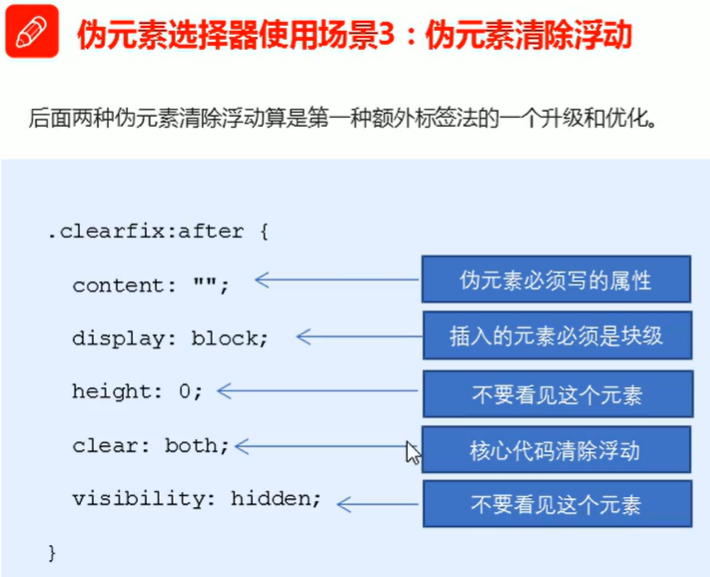 伪元素选择器使用场景3：伪元素清除浮动
后面两种伪元素清除浮动算是第一种额外标签法的一个升级和优化。
.clearfix:after {
content: "";
伪元素必须写的属性
display: block;
插入的元素必须是块级
height: 0;
不要看见这个元素
clear: both;
核心代码清除浮动
visibility: hidden;
不要看见这个元素
}